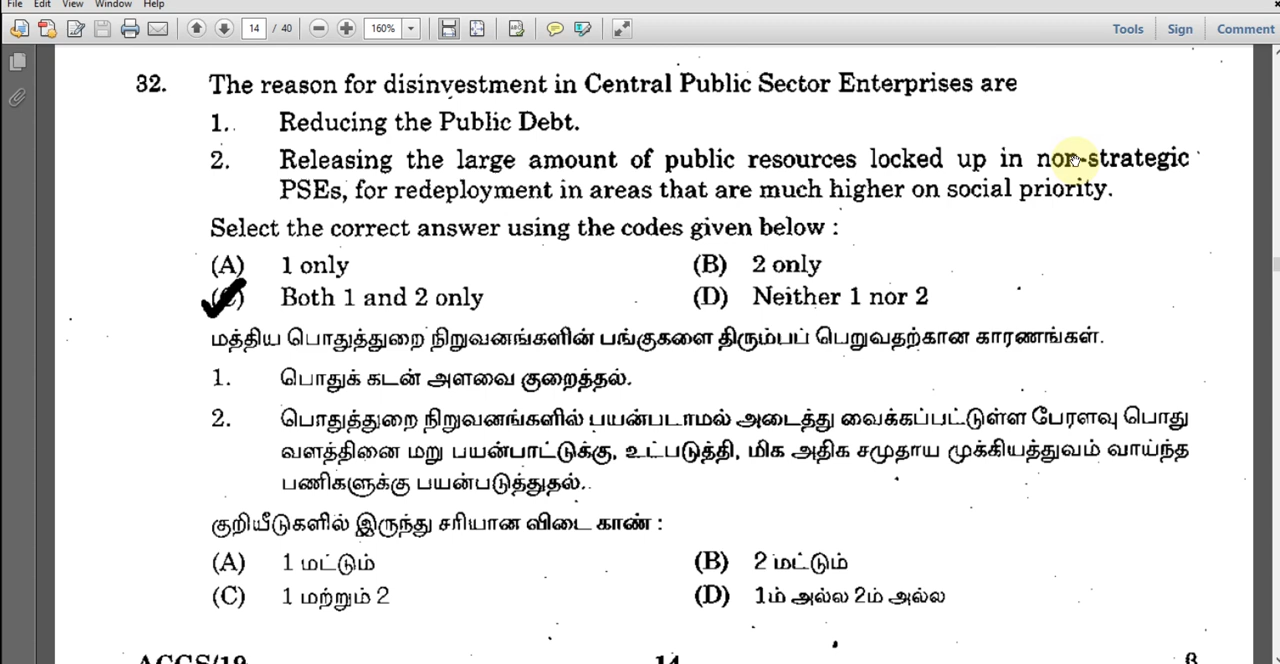 File Edit View Window Help
14 / 40 160% Tools Sign Comment
32. The reason for disinvestment in Central Public Sector Enterprises are
1. Reducing the Public Debt.
2. Releasing the large amount of public resources locked up in non-strategic
PSEs, for redeployment in areas that are much higher on social priority.
Select the correct answer using the codes given below :
(A) 1 only (B) 2 only
(C) Both 1 and 2 only (D) Neither 1 nor 2
மத்திய பொதுத்துறை நிறுவனங்களின் பங்குகளை திரும்பப் பெறுவதற்கான காரணங்கள்.
1. பொதுக் கடன் அளவை குறைத்தல்.
2. பொதுத்துறை நிறுவனங்களில் பயன்படாமல் அடைத்து வைக்கப்பட்டுள்ள பேரளவு பொது
வளத்தினை மறு பயன்பாட்டுக்கு, உட்படுத்தி, மிக அதிக சமுதாய முக்கியத்துவம் வாய்ந்த
பணிகளுக்கு பயன்படுத்துதல்.
குறியீடுகளில் இருந்து சரியான விடை காண் :
(A) 1 மட்டும் (B) 2 மட்டும்
(C) 1 மற்றும் 2 (D) 1ம் அல்ல 2ம் அல்ல
ACGS/19 14